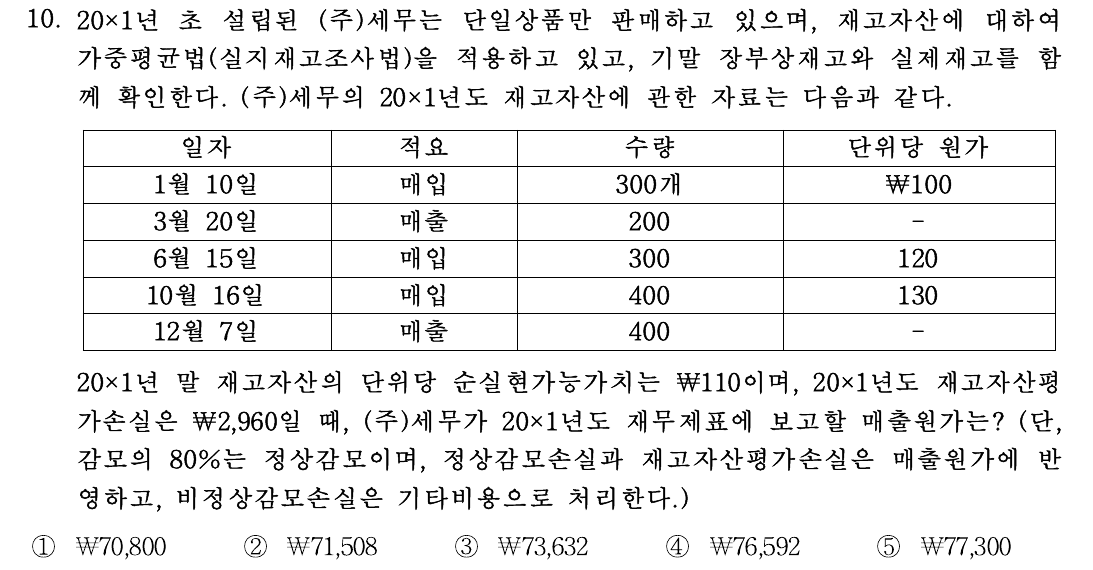 10. 20×1년 초 설립된 (주)세무는 단일상품만 판매하고 있으며, 재고자산에 대하여
가중평균법(실지재고조사법)을 적용하고 있고, 기말 장부상재고와 실제재고를 함
께 확인한다. (주)세무의 20×1년도 재고자산에 관한 자료는 다음과 같다.
일자 적요 수량 단위당 원가
1월 10일 매입 300개 ₩100
3월 20일 매출 200 −
6월 15일 매입 300 120
10월 16일 매입 400 130
12월 7일 매출 400 −
20×1년 말 재고자산의 단위당 순실현가능가치는 ₩110이며, 20×1년도 재고자산평
가손실은 ₩2,960일 때, (주)세무가 20×1년도 재무제표에 보고할 매출원가는? (단,
감모의 80%는 정상감모이며, 정상감모손실과 재고자산평가손실은 매출원가에 반
영하고, 비정상감모손실은 기타비용으로 처리한다.)
① ₩70,800 ② ₩71,508 ③ ₩73,632 ④ ₩76,592 ⑤ ₩77,300